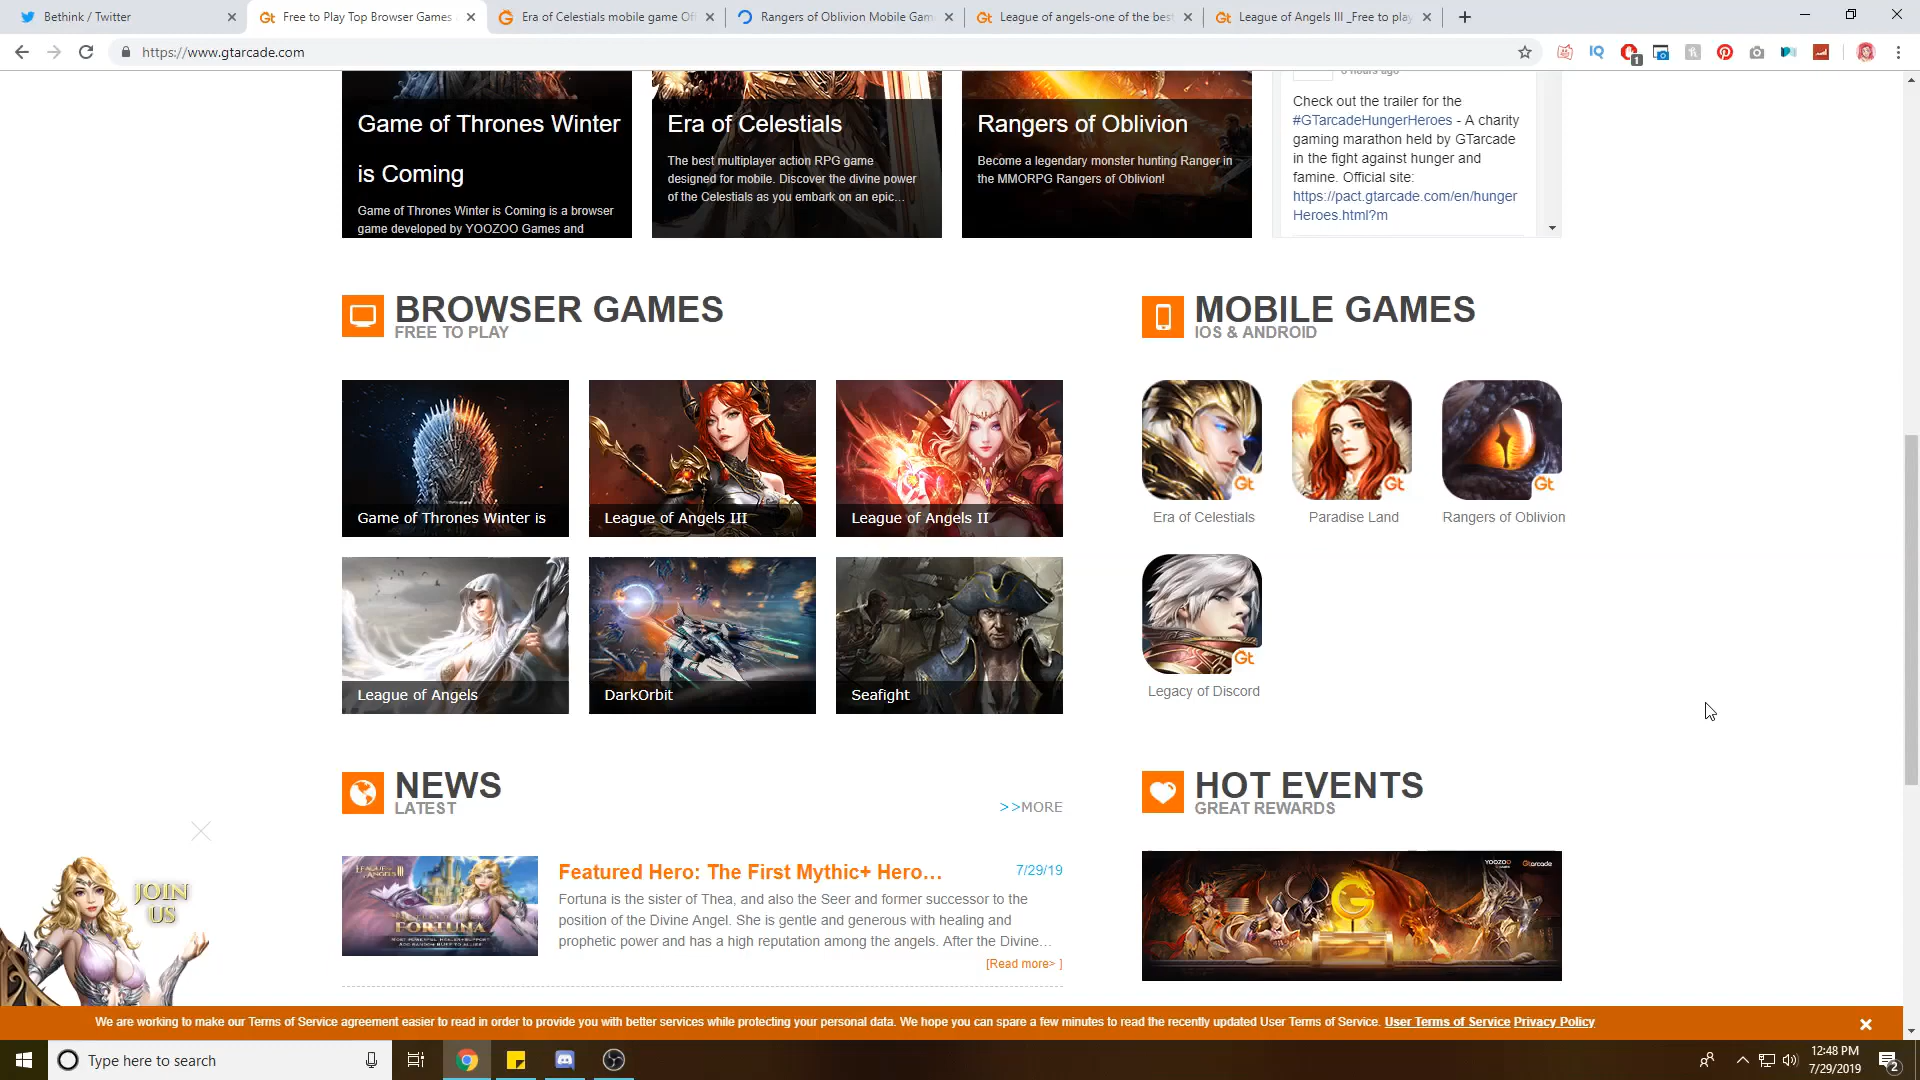 Bethink / Twitter
Free to Play Top Browser Games
Era of Celestials mobile game Of
Rangers of Oblivion Mobile Gam
League of angels-one of the best
League of Angels III _Free to play
https://www.gtarcade.com
Game of Thrones Winter
is Coming
Game of Thrones Winter is Coming is a browser
game developed by YOOZOO Games and
Era of Celestials
The best multiplayer action RPG game
designed for mobile. Discover the divine power
of the Celestials as you embark on an epic...
Rangers of Oblivion
Become a legendary monster hunting Ranger in
the MMORPG Rangers of Oblivion!
hours ago
Check out the trailer for the
#GTarcadeHungerHeroes - A charity
gaming marathon held by GTarcade
in the fight against hunger and
famine. Official site:
https://pact.gtarcade.com/en/hunger
Heroes.html?m
BROWSER GAMES
FREE TO PLAY
Game of Thrones Winter is
League of Angels III
League of Angels II
League of Angels
DarkOrbit
Seafight
MOBILE GAMES
IOS & ANDROID
Gt
Gt
Gt
Era of Celestials
Paradise Land
Rangers of Oblivion
Gt
Legacy of Discord
NEWS
LATEST
>>MORE
LEAGUE OF ANGELS III
FORTUNA
Featured Hero: The First Mythic+ Hero...
7/29/19
Fortuna is the sister of Thea, and also the Seer and former successor to the
position of the Divine Angel. She is gentle and generous with healing and
prophetic power and has a high reputation among the angels. After the Divine...
[Read more> ]
HOT EVENTS
GREAT REWARDS
YOOZOO GAMES
Gtarcade
JOIN
US
We are working to make our Terms of Service agreement easier to read in order to provide you with better services while protecting your personal data. We hope you can spare a few minutes to read the recently updated User Terms of Service. User Terms of Service Privacy Policy
Type here to search
12:48 PM
7/29/2019
2